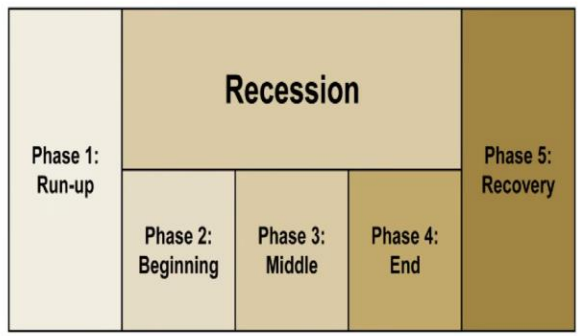 Phase 1:
Run-up
Recession
Phase 2:
Beginning
Phase 3:
Middle
Phase 4:
End
Phase 5:
Recovery